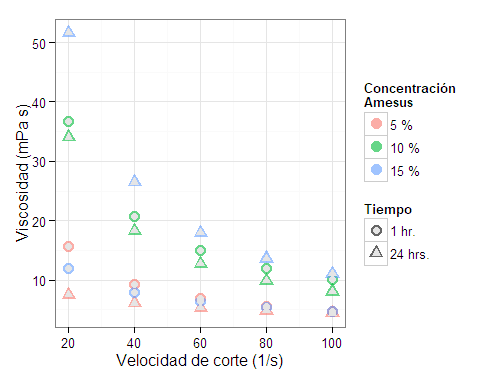 50
40
30
20
10
Viscosidad (mPa s)
20
40
60
80
100
Velocidad de corte (1/s)
Concentración
Amesus
5 %
10 %
15 %
Tiempo
1 hr.
24 hrs.